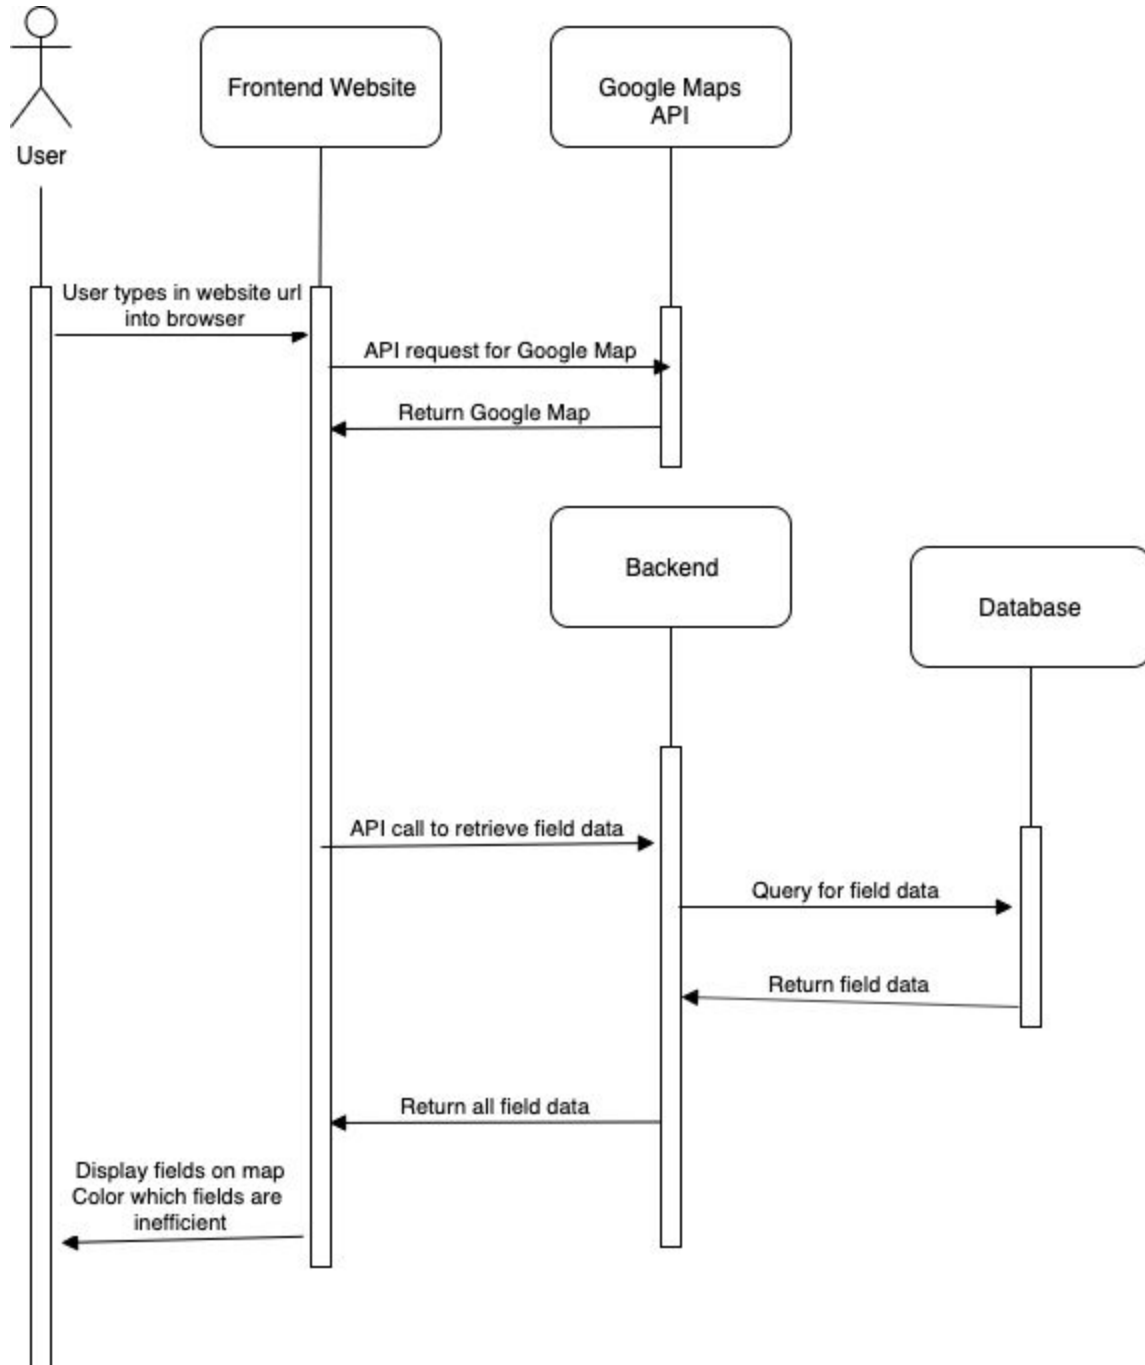 User
Frontend Website
Google Maps
API
User types in website url
into browser
API request for Google Map
Return Google Map
Backend
Database
API call to retrieve field data
Query for field data
Return field data
Return all field data
Display fields on map
Color which fields are
inefficient